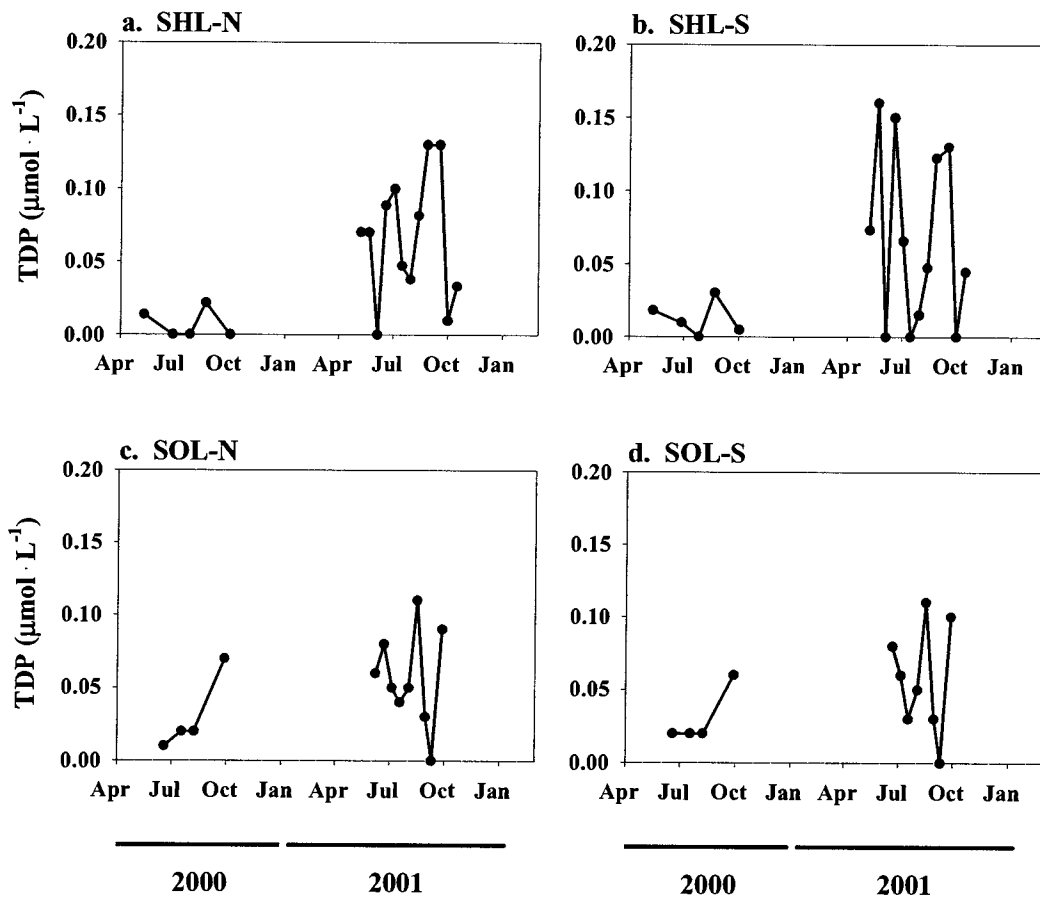 a. SHL-N
b. SHL-S
TDP (µmol · L⁻¹)
0.20
0.15
0.10
0.05
0.00
Apr Jul Oct Jan Apr Jul Oct Jan
0.20
0.15
0.10
0.05
0.00
Apr Jul Oct Jan Apr Jul Oct Jan
c. SOL-N
d. SOL-S
TDP (µmol · L⁻¹)
0.20
0.15
0.10
0.05
0.00
Apr Jul Oct Jan Apr Jul Oct Jan
0.20
0.15
0.10
0.05
0.00
Apr Jul Oct Jan Apr Jul Oct Jan
2000 2001
2000 2001